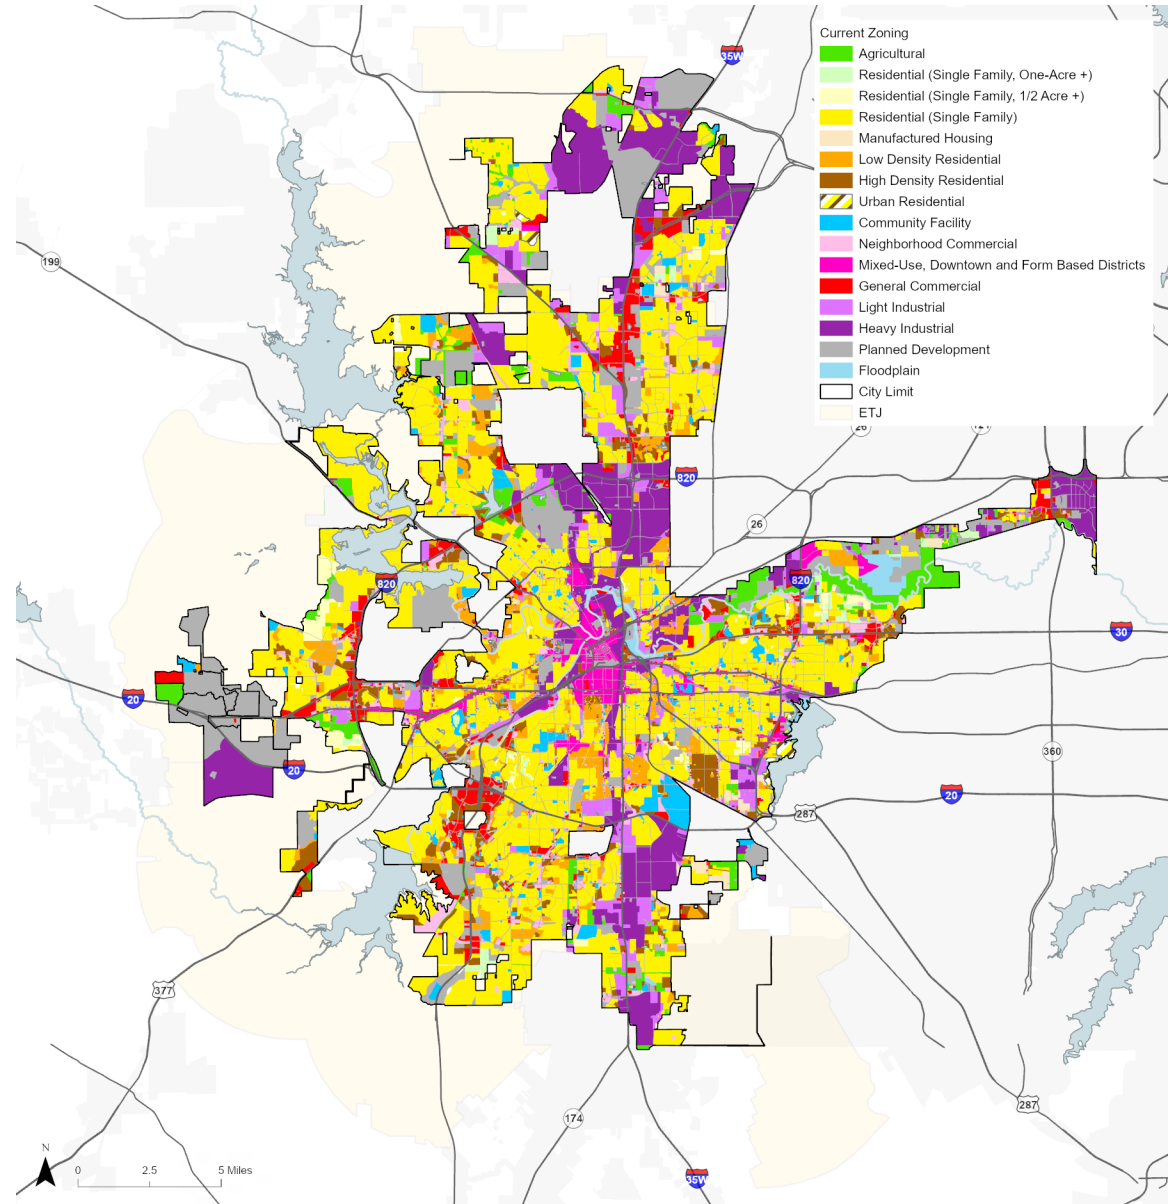 35W
Current Zoning
Agricultural
Residential (Single Family, One-Acre +)
Residential (Single Family, 1/2 Acre +)
Residential (Single Family)
Manufactured Housing
Low Density Residential
High Density Residential
Urban Residential
Community Facility
Neighborhood Commercial
Mixed-Use, Downtown and Form Based Districts
General Commercial
Light Industrial
Heavy Industrial
Planned Development
Floodplain
City Limit
ETJ
199
26
820
26
820
820
30
20
20
360
287
20
377
287
174
35W
N
0 2.5 5 Miles